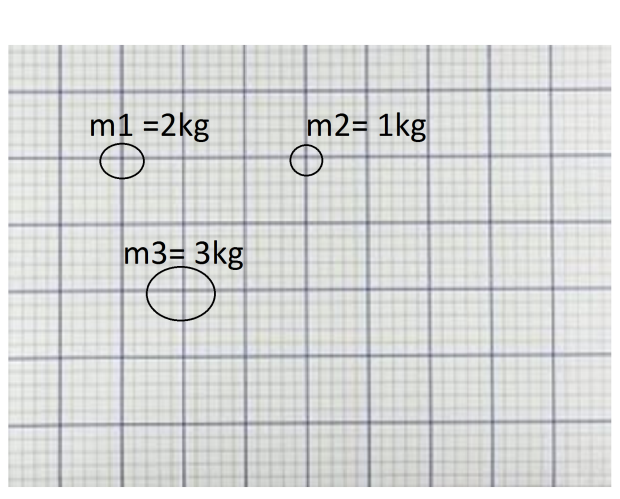 m1 =2kg
m2= 1kg
m3= 3kg